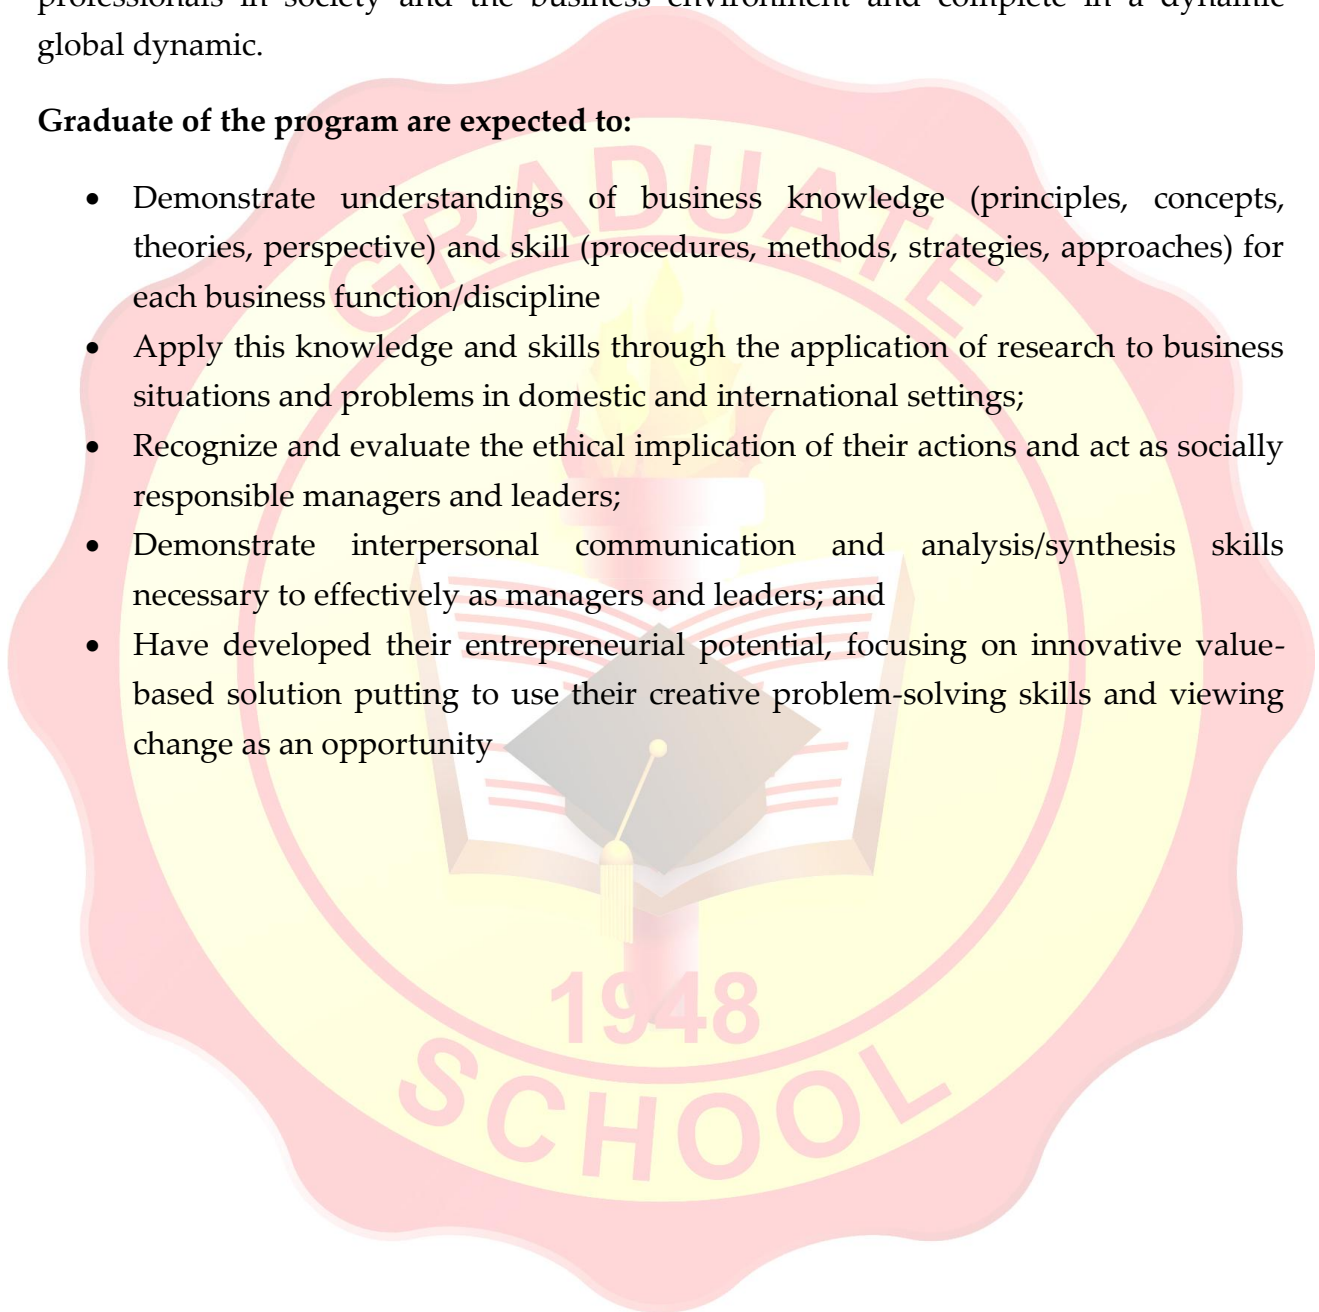 professionals in society and the business environment and complete in a dynamic
global dynamic.
Graduate of the program are expected to:
• Demonstrate understandings of business knowledge (principles, concepts,
theories, perspective) and skill (procedures, methods, strategies, approaches) for
each business function/discipline
• Apply this knowledge and skills through the application of research to business
situations and problems in domestic and international settings;
• Recognize and evaluate the ethical implication of their actions and act as socially
responsible managers and leaders;
• Demonstrate interpersonal communication and analysis/synthesis skills
necessary to effectively as managers and leaders; and
• Have developed their entrepreneurial potential, focusing on innovative value-
based solution putting to use their creative problem-solving skills and viewing
change as an opportunity
GRADUATE
1948
SCHOOL